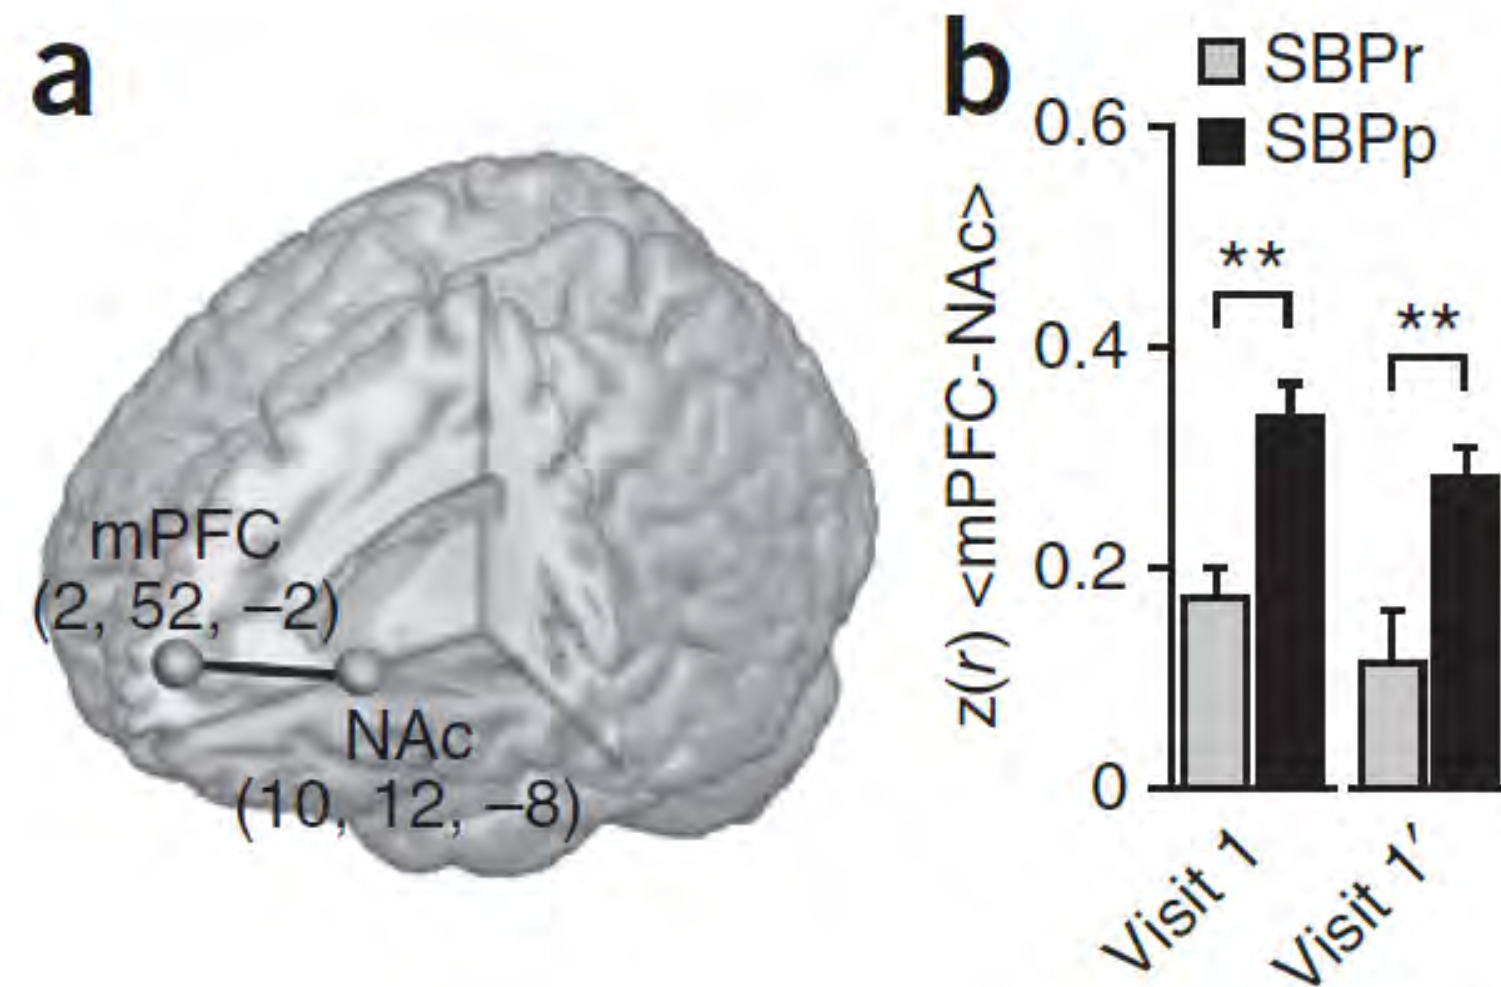 a
mPFC
(2, 52, –2)
NAc
(10, 12, –8)
b
SBPr
SBPp
z(r) <mPFC-NAc>
0.6
0.4
0.2
0
**
**
Visit 1
Visit 1′